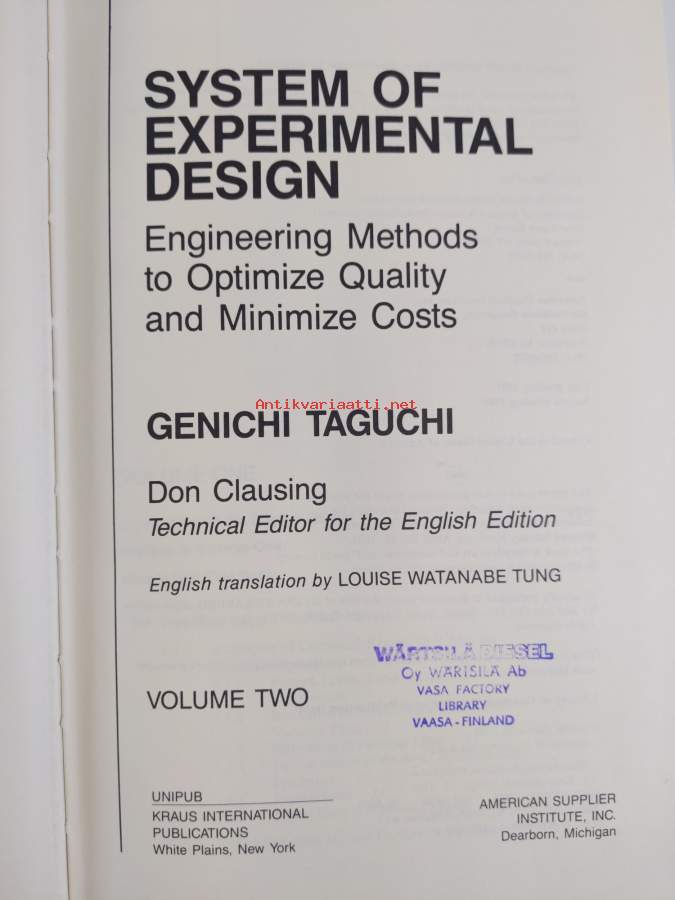 SYSTEM OF
EXPERIMENTAL
DESIGN
Engineering Methods
to Optimize Quality
and Minimize Costs
Antikvariaatti.net
GENICHI TAGUCHI
Don Clausing
Technical Editor for the English Edition
English translation by LOUISE WATANABE TUNG
WÄRTSILÄ DIESEL
Oy WÄRTSILÄ Ab
VASA FACTORY
LIBRARY
VAASA - FINLAND
VOLUME TWO
UNIPUB
KRAUS INTERNATIONAL
PUBLICATIONS
White Plains, New York
AMERICAN SUPPLIER
INSTITUTE, INC.
Dearborn, Michigan